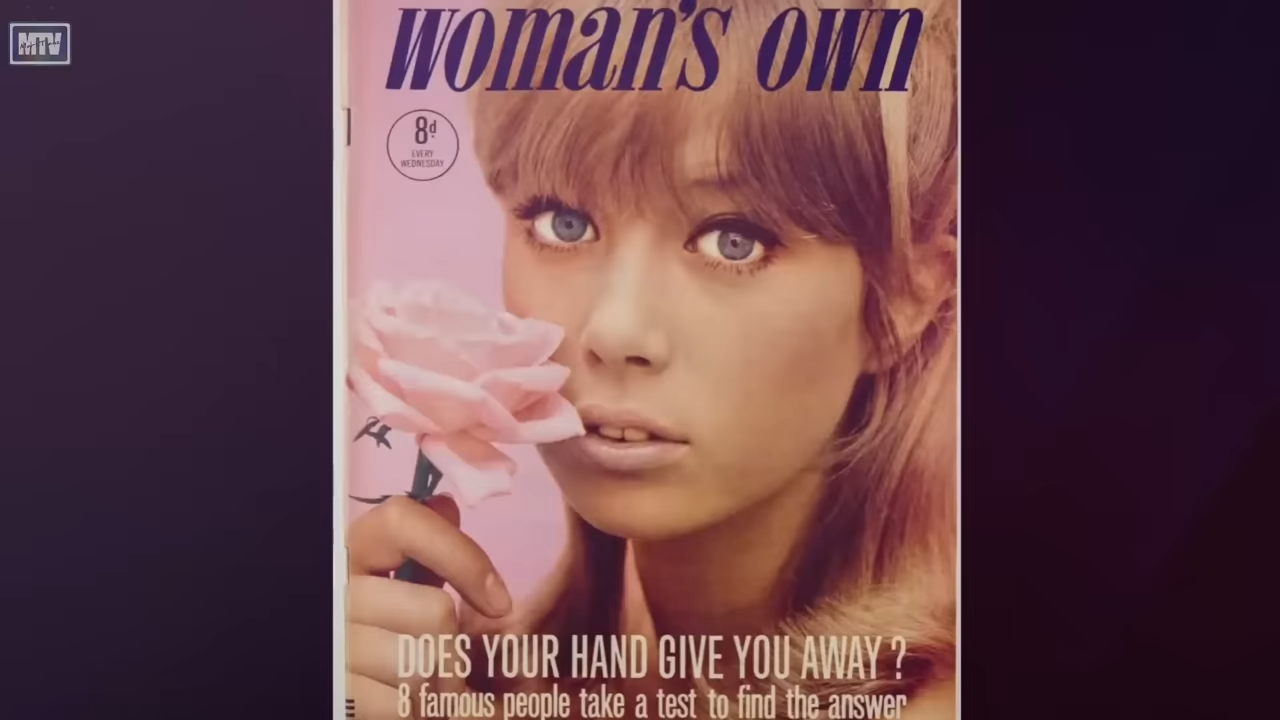 MTV
woman's own
8d
EVERY
WEDNESDAY
DOES YOUR HAND GIVE YOU AWAY?
8 famous people take a test to find the answer